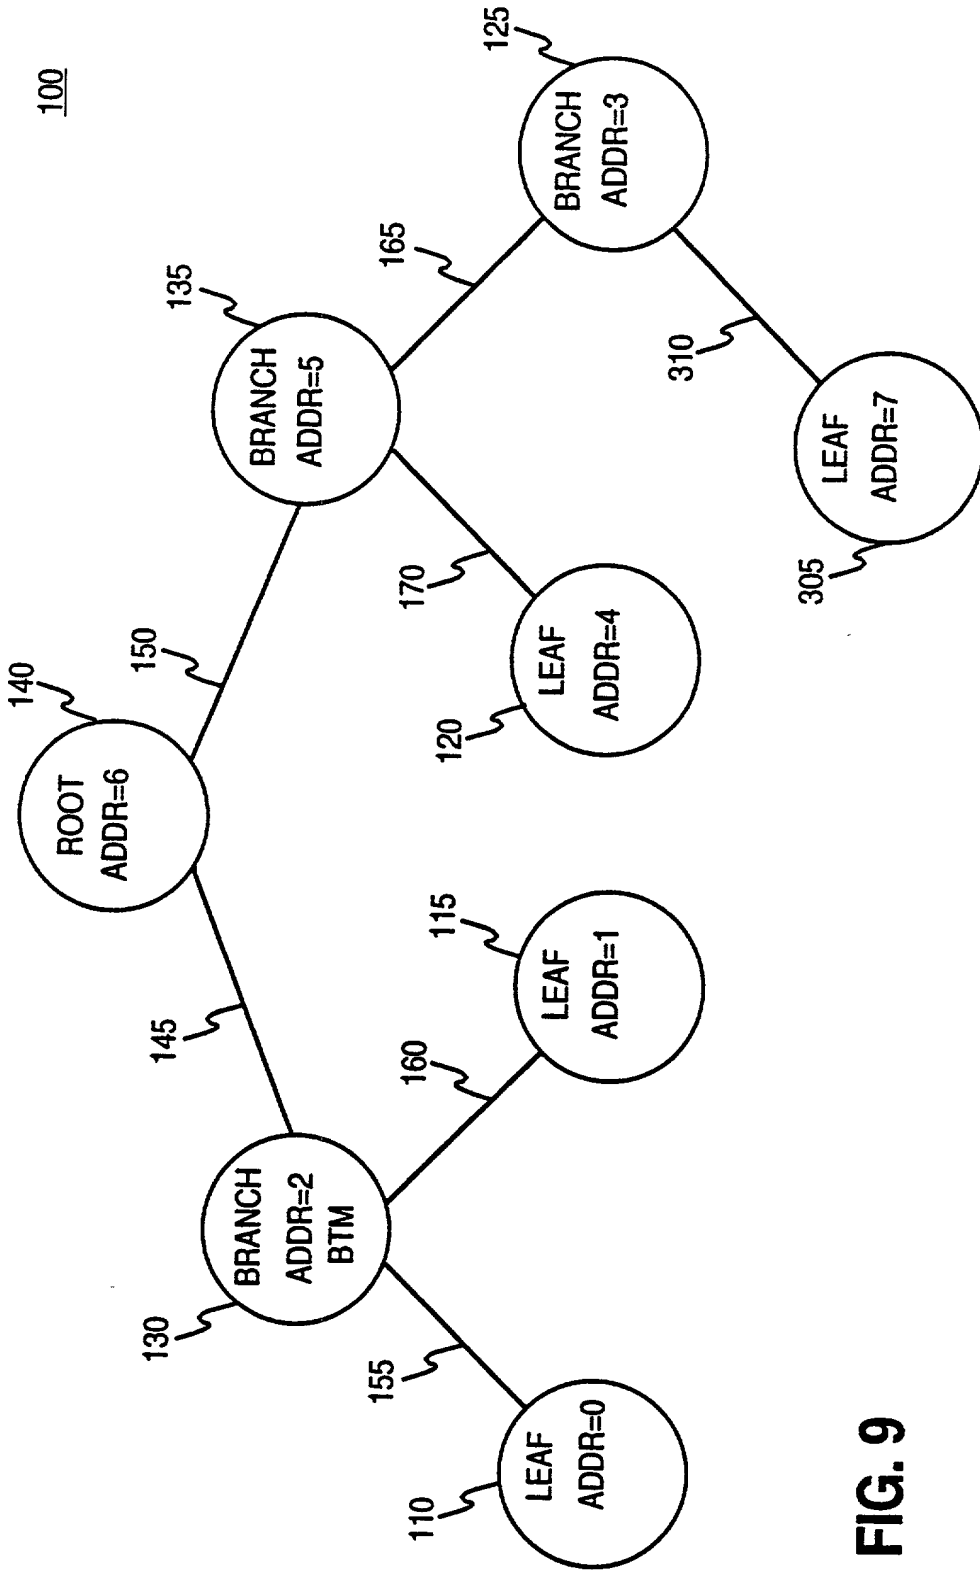 100
140
ROOT
ADDR=6
145
150
130
BRANCH
ADDR=2
BTM
135
BRANCH
ADDR=5
155
160
170
165
110
LEAF
ADDR=0
115
LEAF
ADDR=1
120
LEAF
ADDR=4
125
BRANCH
ADDR=3
310
305
LEAF
ADDR=7
FIG. 9